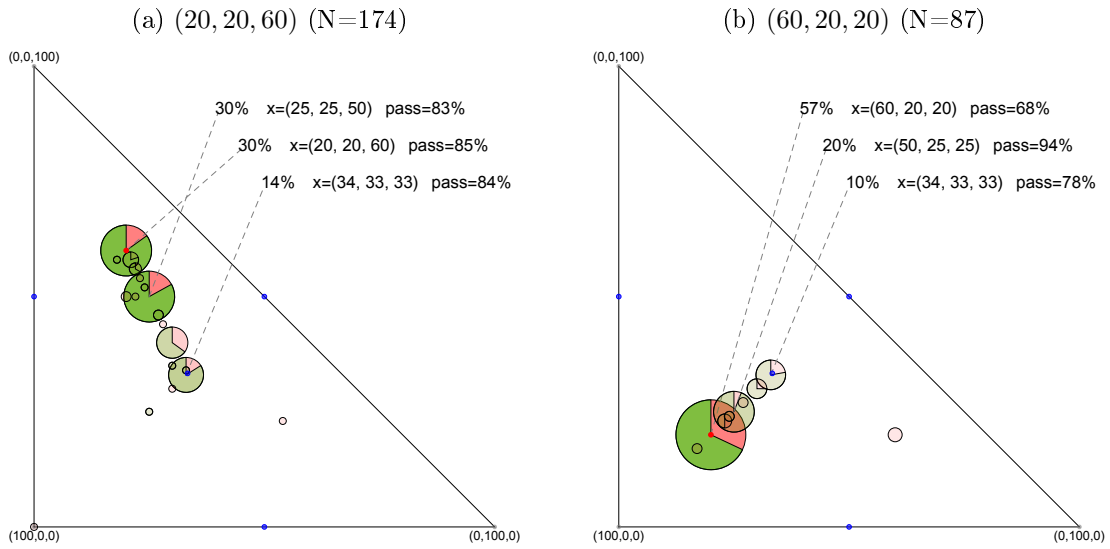 (a) (20, 20, 60) (N=174)
(0,0,100)
30% x=(25, 25, 50) pass=83%
30% x=(20, 20, 60) pass=85%
14% x=(34, 33, 33) pass=84%
(100,0,0)
(0,100,0)
(b) (60, 20, 20) (N=87)
(0,0,100)
57% x=(60, 20, 20) pass=68%
20% x=(50, 25, 25) pass=94%
10% x=(34, 33, 33) pass=78%
(100,0,0)
(0,100,0)